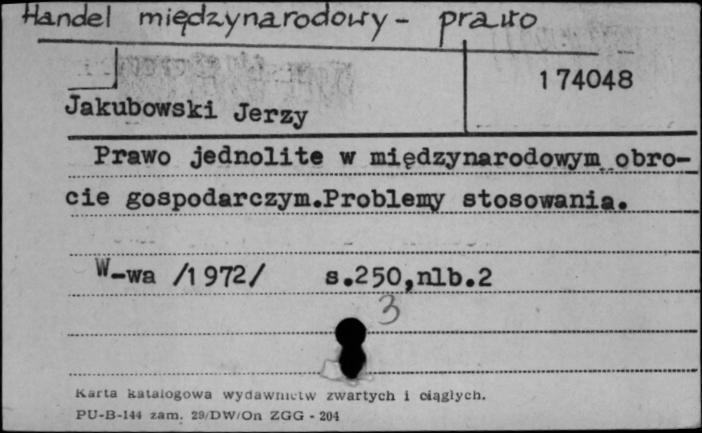 Handel międzynarodowy - prawo
174048
Jakubowski Jerzy
Prawo jednolite w międzynarodowym obro-
cie gospodarczym.Problemy stosowania.
W-wa /1972/ s.250,nlb.2
3
Karta katalogowa wydawnictw zwartych i ciągłych.
PU-B-144 zam. 29/DW/On ZGG - 204